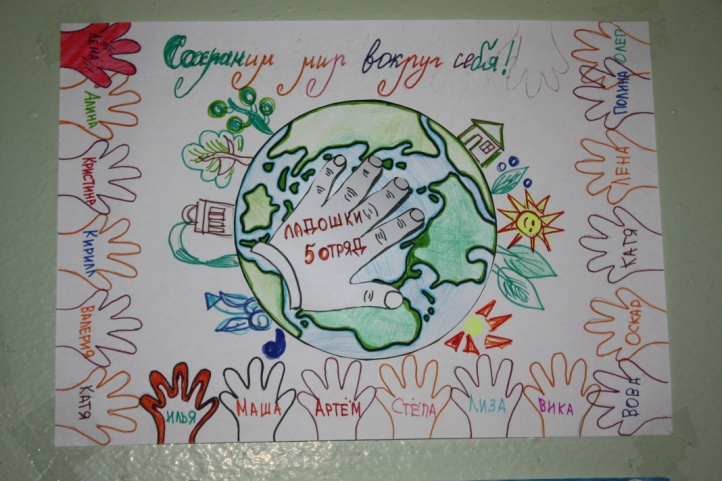 Сохраним мир вокруг себя!
ЛАДОШКИ
5 ОТРЯД
ЛЕНА
АЛИНА
КРИСТИНА
КИРИЛЛ
ВАЛЕРИЯ
КАТЯ
ИЛЬЯ
МАША
АРТЁМ
СТЁПА
ЛИЗА
ВИКА
ОЛЕГ
ПОЛИНА
ЛЕНА
КАТЯ
ОСКАР
ВОВА